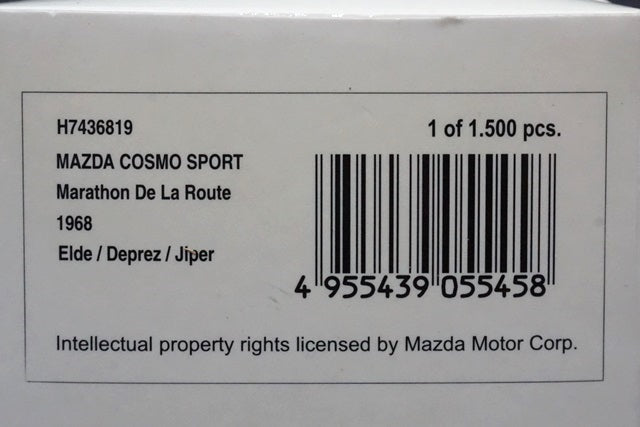 H7436819
1 of 1.500 pcs.
MAZDA COSMO SPORT
Marathon De La Route
1968
Elde / Deprez / Jiper
4 955439 055458
Intellectual property rights licensed by Mazda Motor Corp.